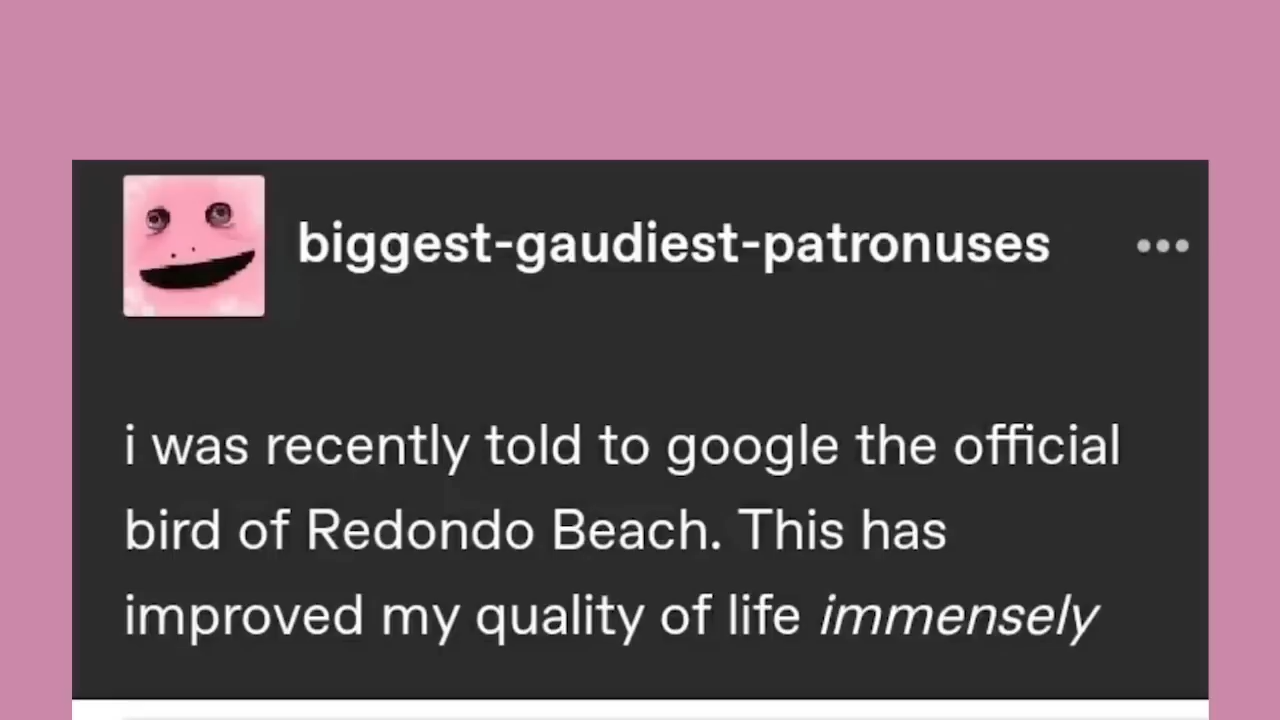 biggest-gaudiest-patronuses
i was recently told to google the official
bird of Redondo Beach. This has
improved my quality of life immensely